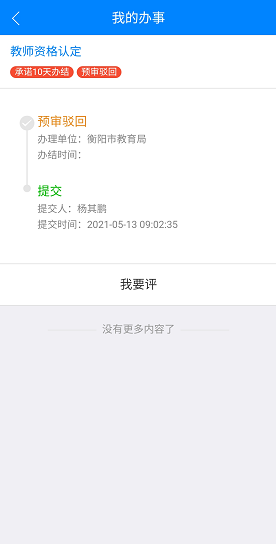 我的办事
教师资格认定
承诺10天办结 预审驳回
预审驳回
办理单位：衡阳市教育局
办结时间：
提交
提交人：杨其鹏
提交时间：2021-05-13 09:02:35
我要评
没有更多内容了